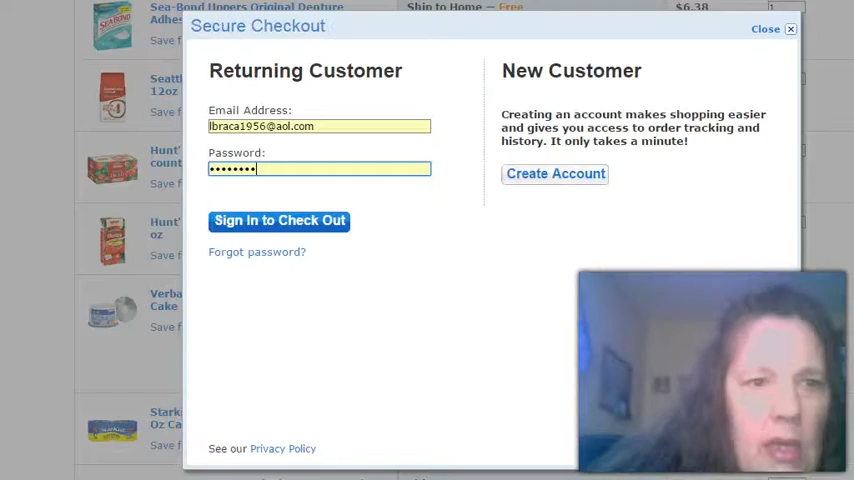 Sea-Bond Uppers Original Denture
Adhes
Ship to Home — Free
$6.38
1
SEA BOND
Save f
Secure Checkout
Close
Returning Customer
Email Address:
lbraca1956@aol.com
Password:
Sign In to Check Out
Forgot password?
New Customer
Creating an account makes shopping easier
and gives you access to order tracking and
history. It only takes a minute!
Create Account
Seattl
12oz
Save f
Hunt'
count
Save f
Hunt'
oz
Save f
Verba
Cake
Save f
Stark
Oz Ca
Save f
See our Privacy Policy